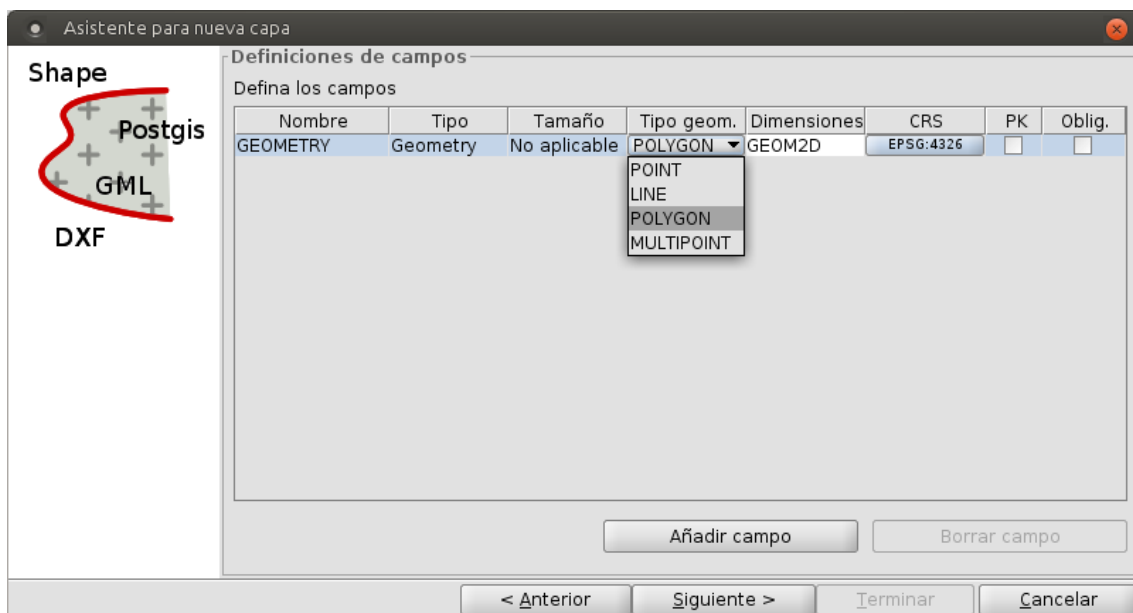 Asistente para nueva capa
Shape
Postgis
GML
DXF
Definiciones de campos
Defina los campos
Nombre Tipo Tamaño Tipo geom. Dimensiones CRS PK Oblig.
GEOMETRY Geometry No aplicable POLYGON GEOM2D EPSG:4326
POINT
LINE
POLYGON
MULTIPOINT
Añadir campo Borrar campo
< Anterior Siguiente > Terminar Cancelar